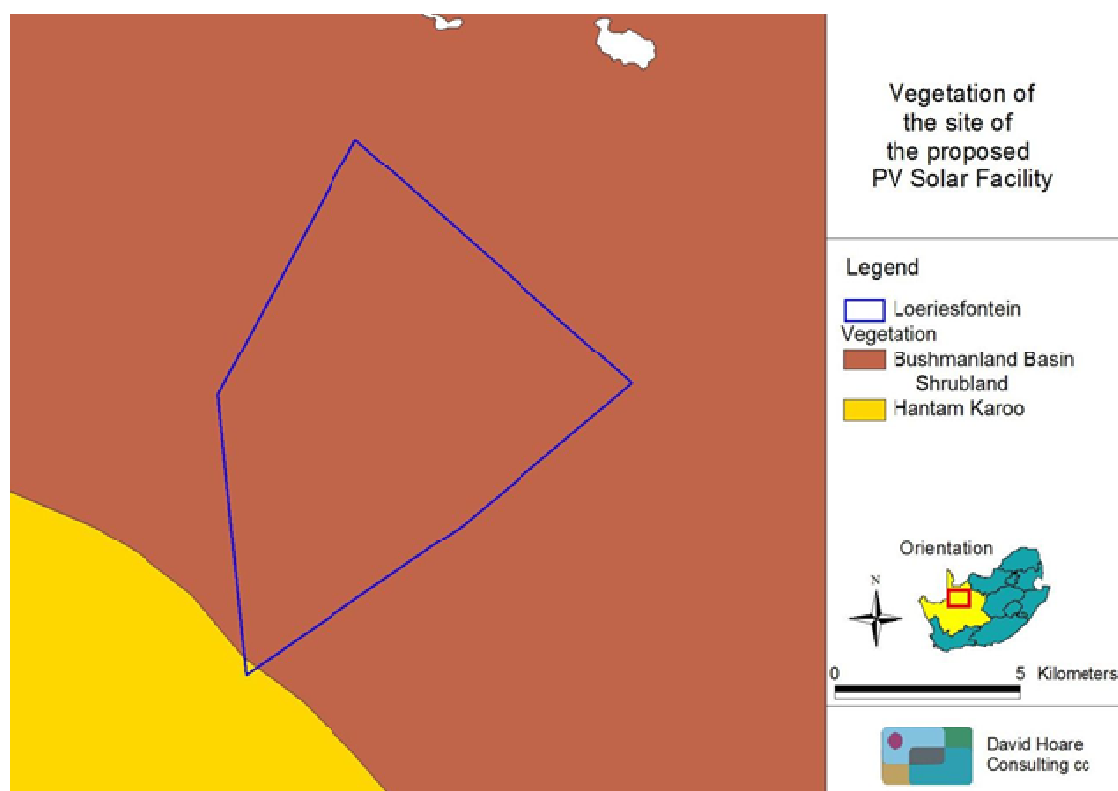 Vegetation of
the site of
the proposed
PV Solar Facility
Legend
Loeriesfontein
Vegetation
Bushmanland Basin
Shrubland
Hantam Karoo
Orientation
N
0 5 Kilometers
David Hoare
Consulting cc